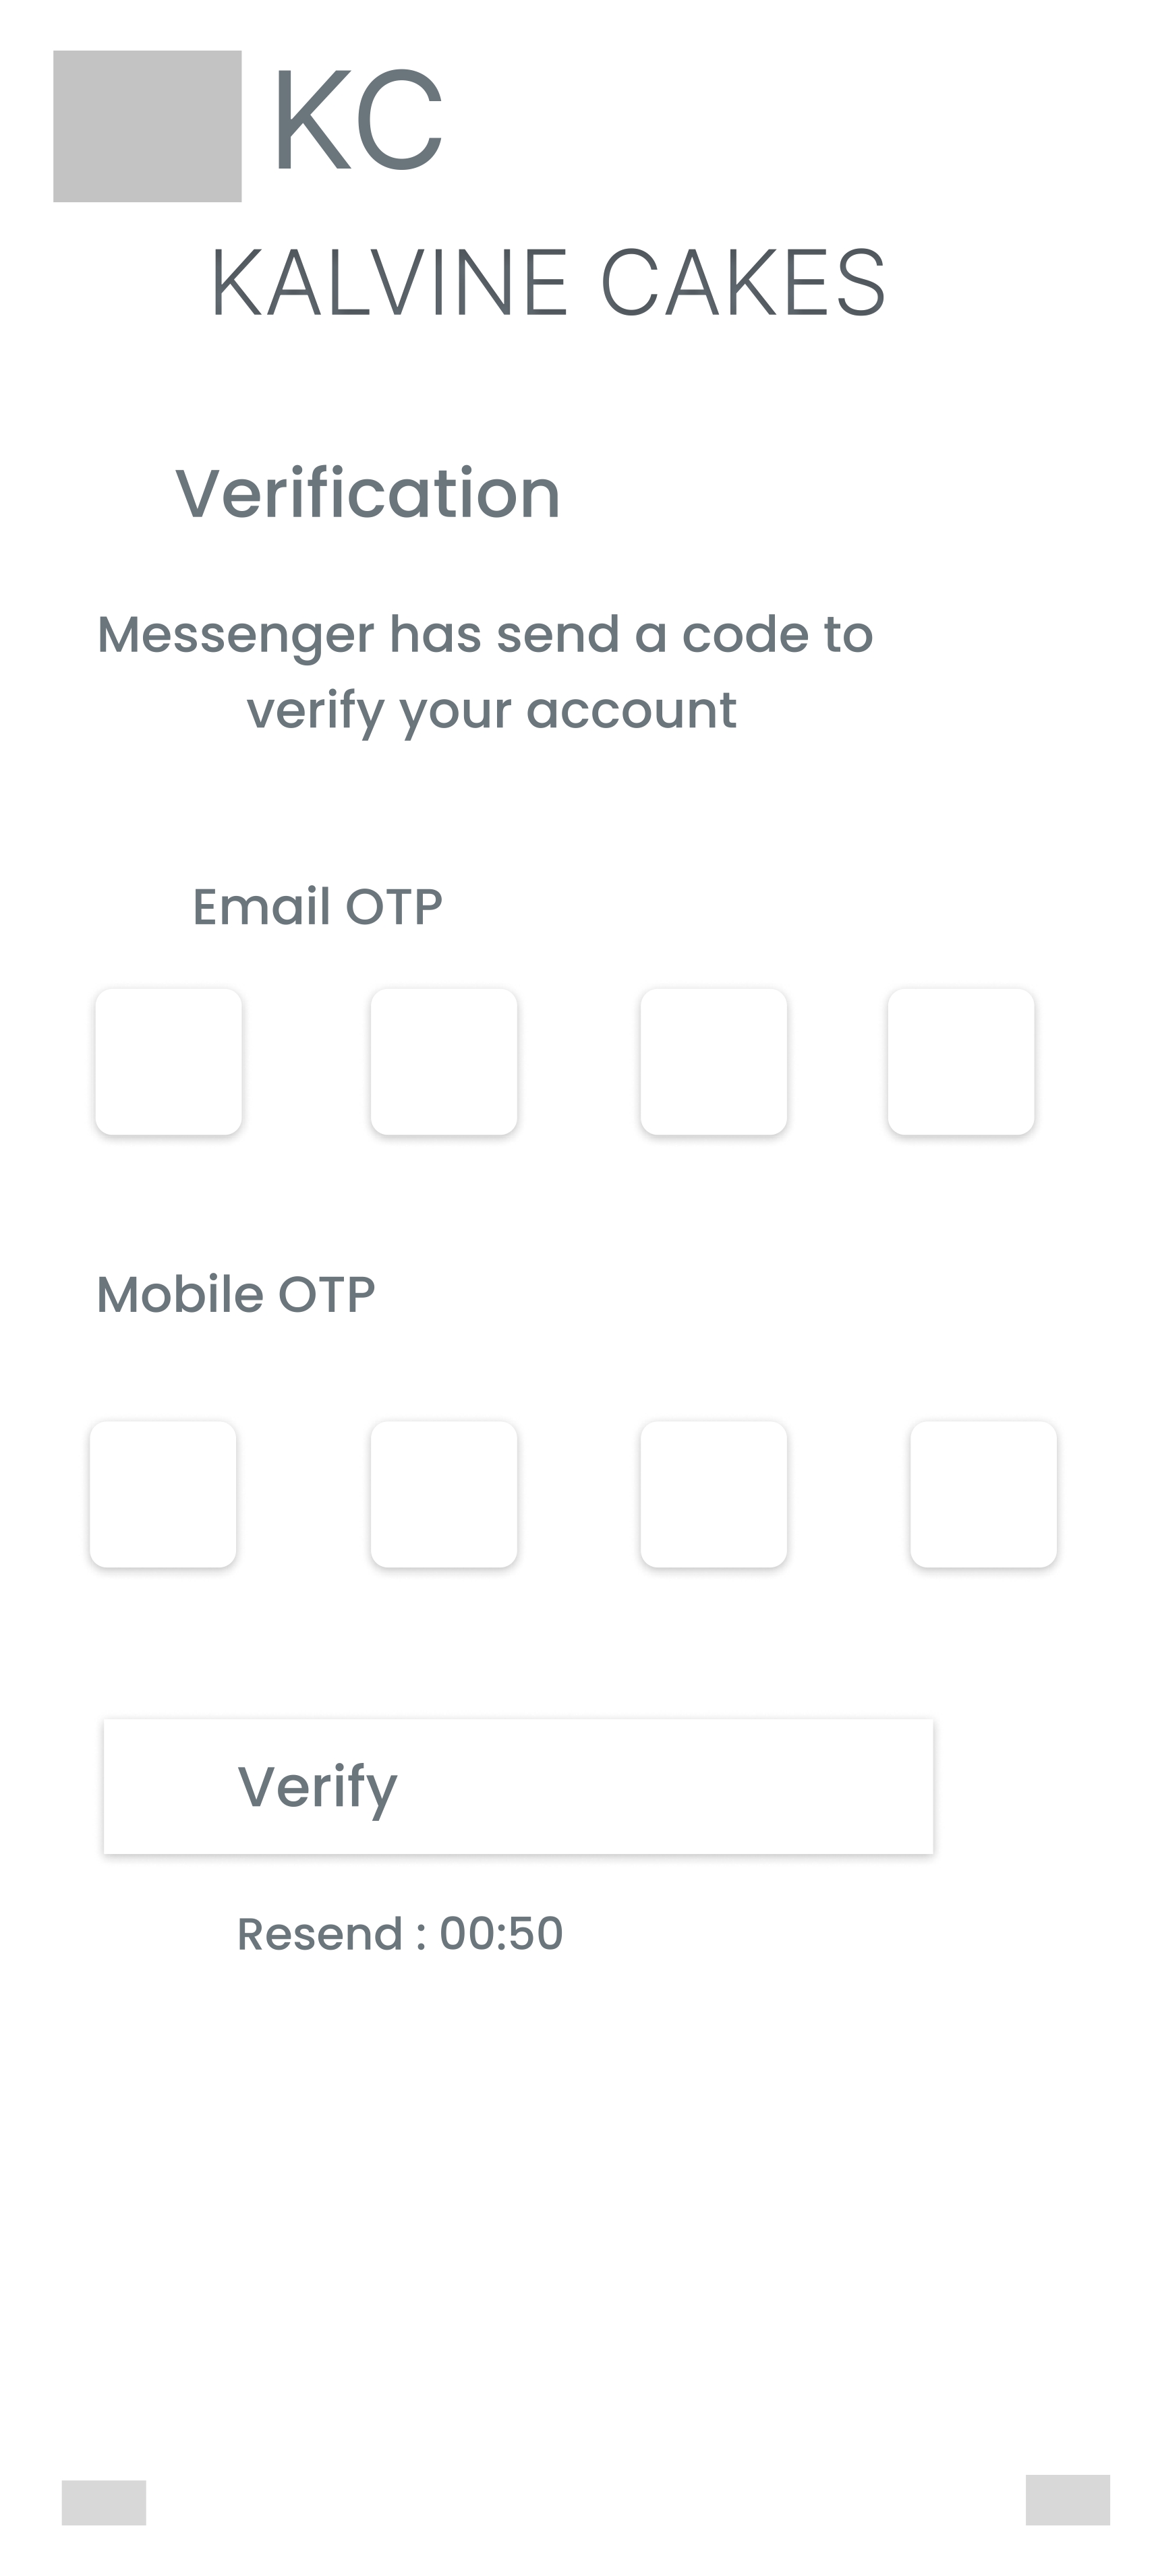 KC
KALVINE CAKES
Verification
Messenger has send a code to
verify your account
Email OTP
Mobile OTP
Verify
Resend : 00:50